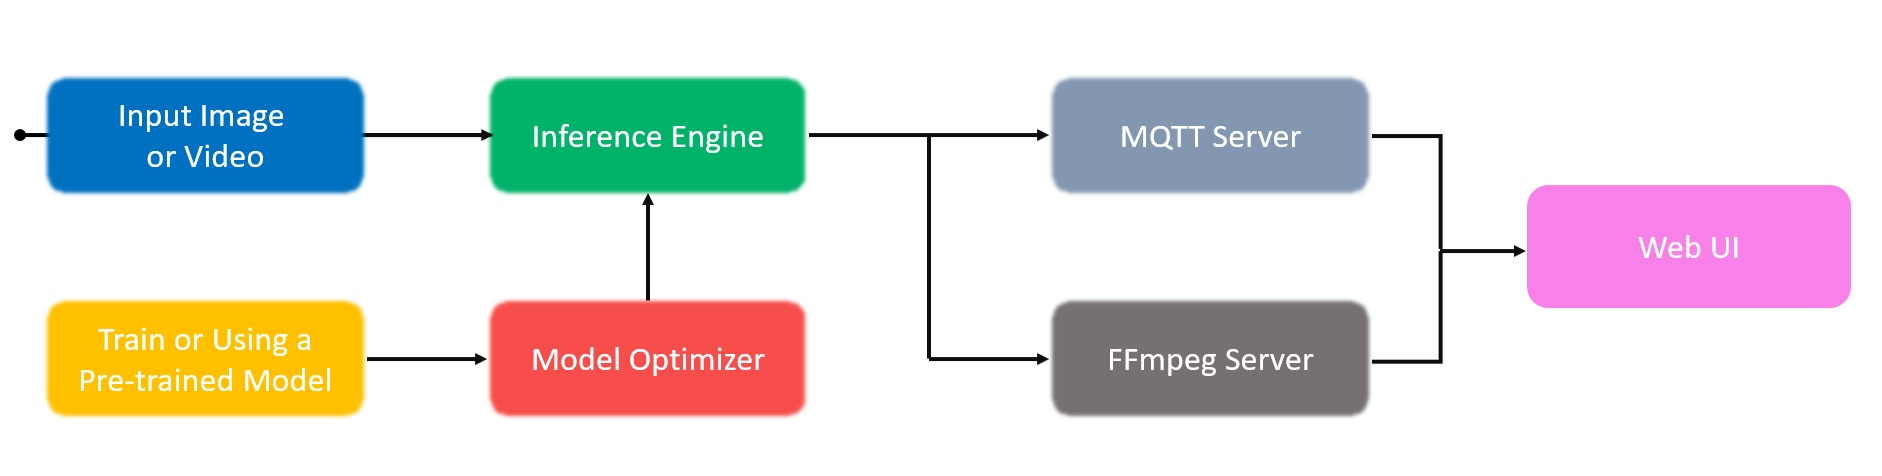 Input Image
or Video
Inference Engine
MQTT Server
Web UI
Train or Using a
Pre-trained Model
Model Optimizer
FFmpeg Server